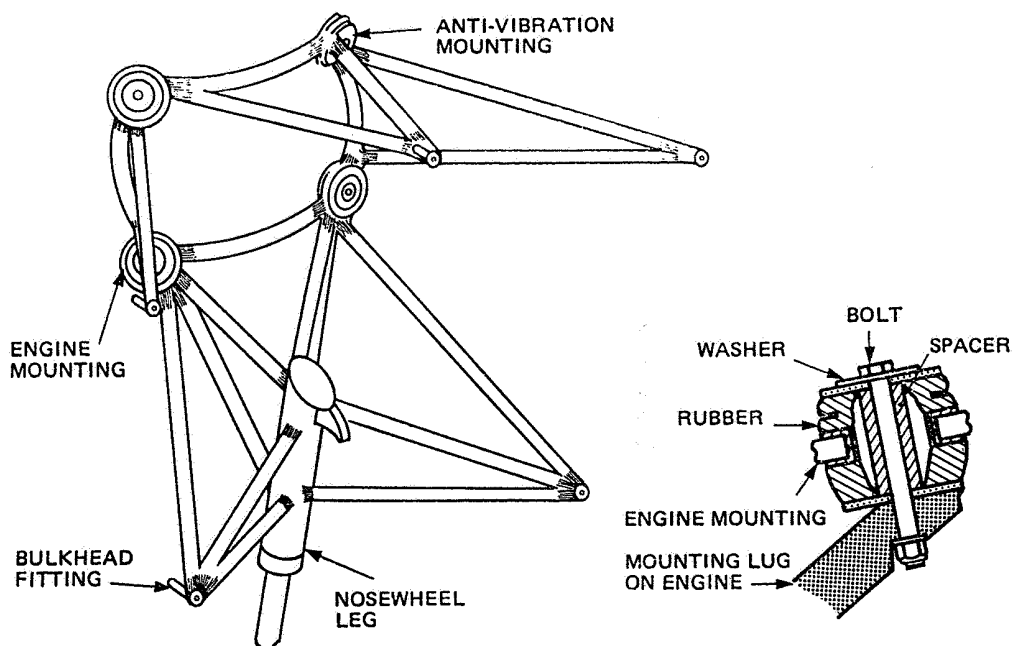 ANTI-VIBRATION
MOUNTING
ENGINE
MOUNTING
BULKHEAD
FITTING
NOSEWHEEL
LEG
BOLT
WASHER
SPACER
RUBBER
ENGINE MOUNTING
MOUNTING LUG
ON ENGINE